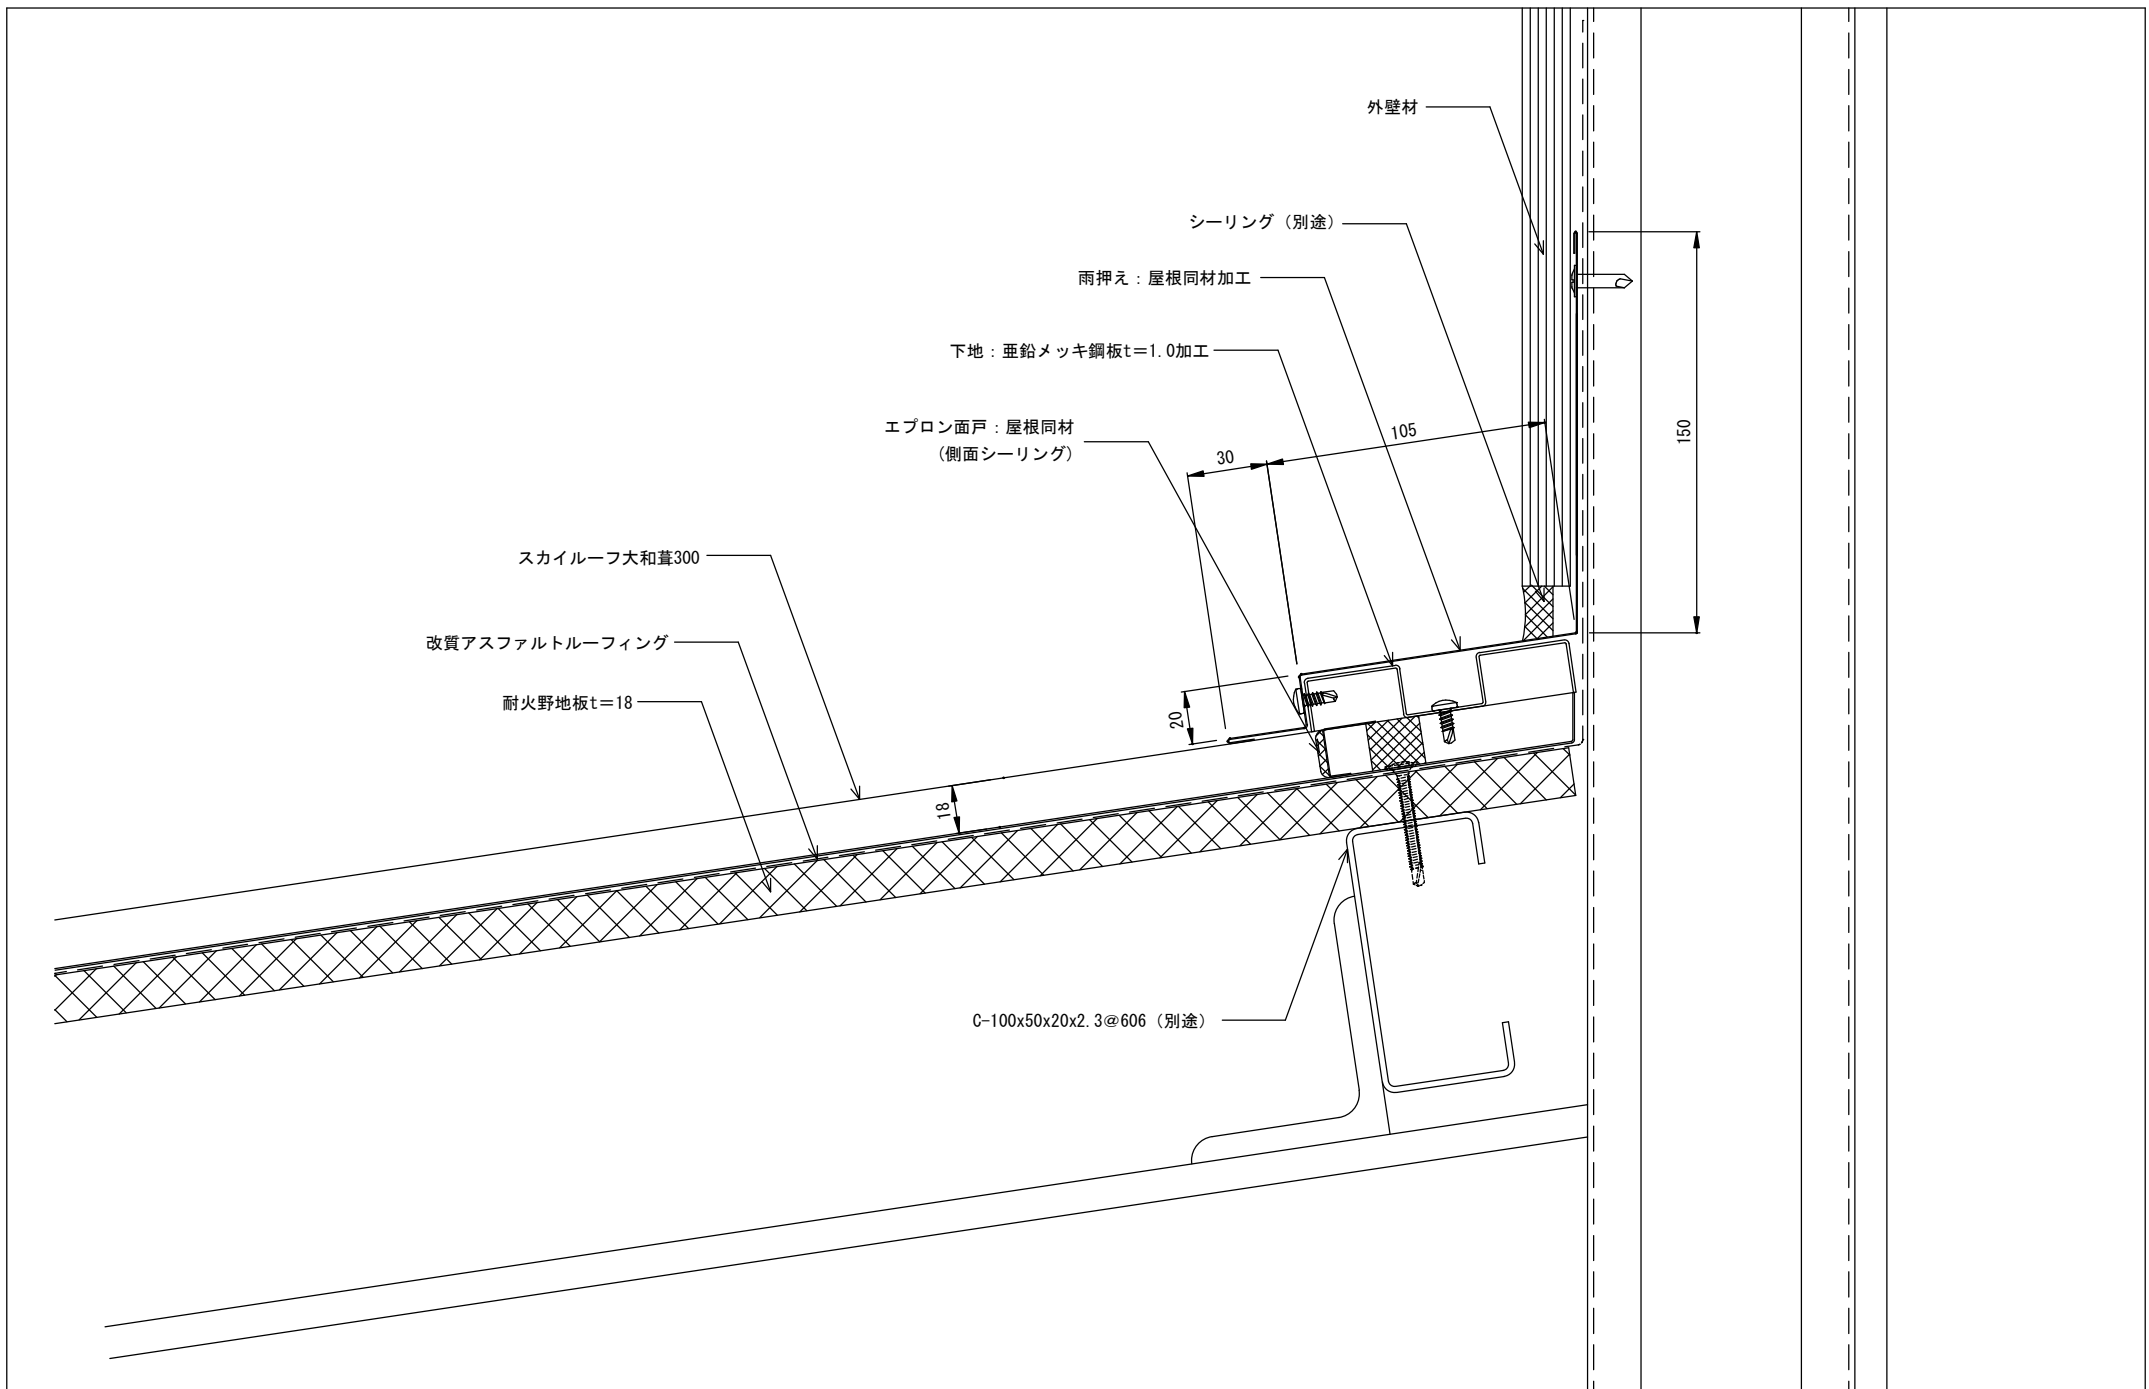 外壁材
シーリング（別途）
雨押え：屋根同材加工
下地：亜鉛メッキ鋼板t＝1.0加工
エプロン面戸：屋根同材
（側面シーリング）
105
30
150
スカイルーフ大和葺300
改質アスファルトルーフィング
耐火野地板t＝18
20
18
C-100x50x20x2.3@606（別途）